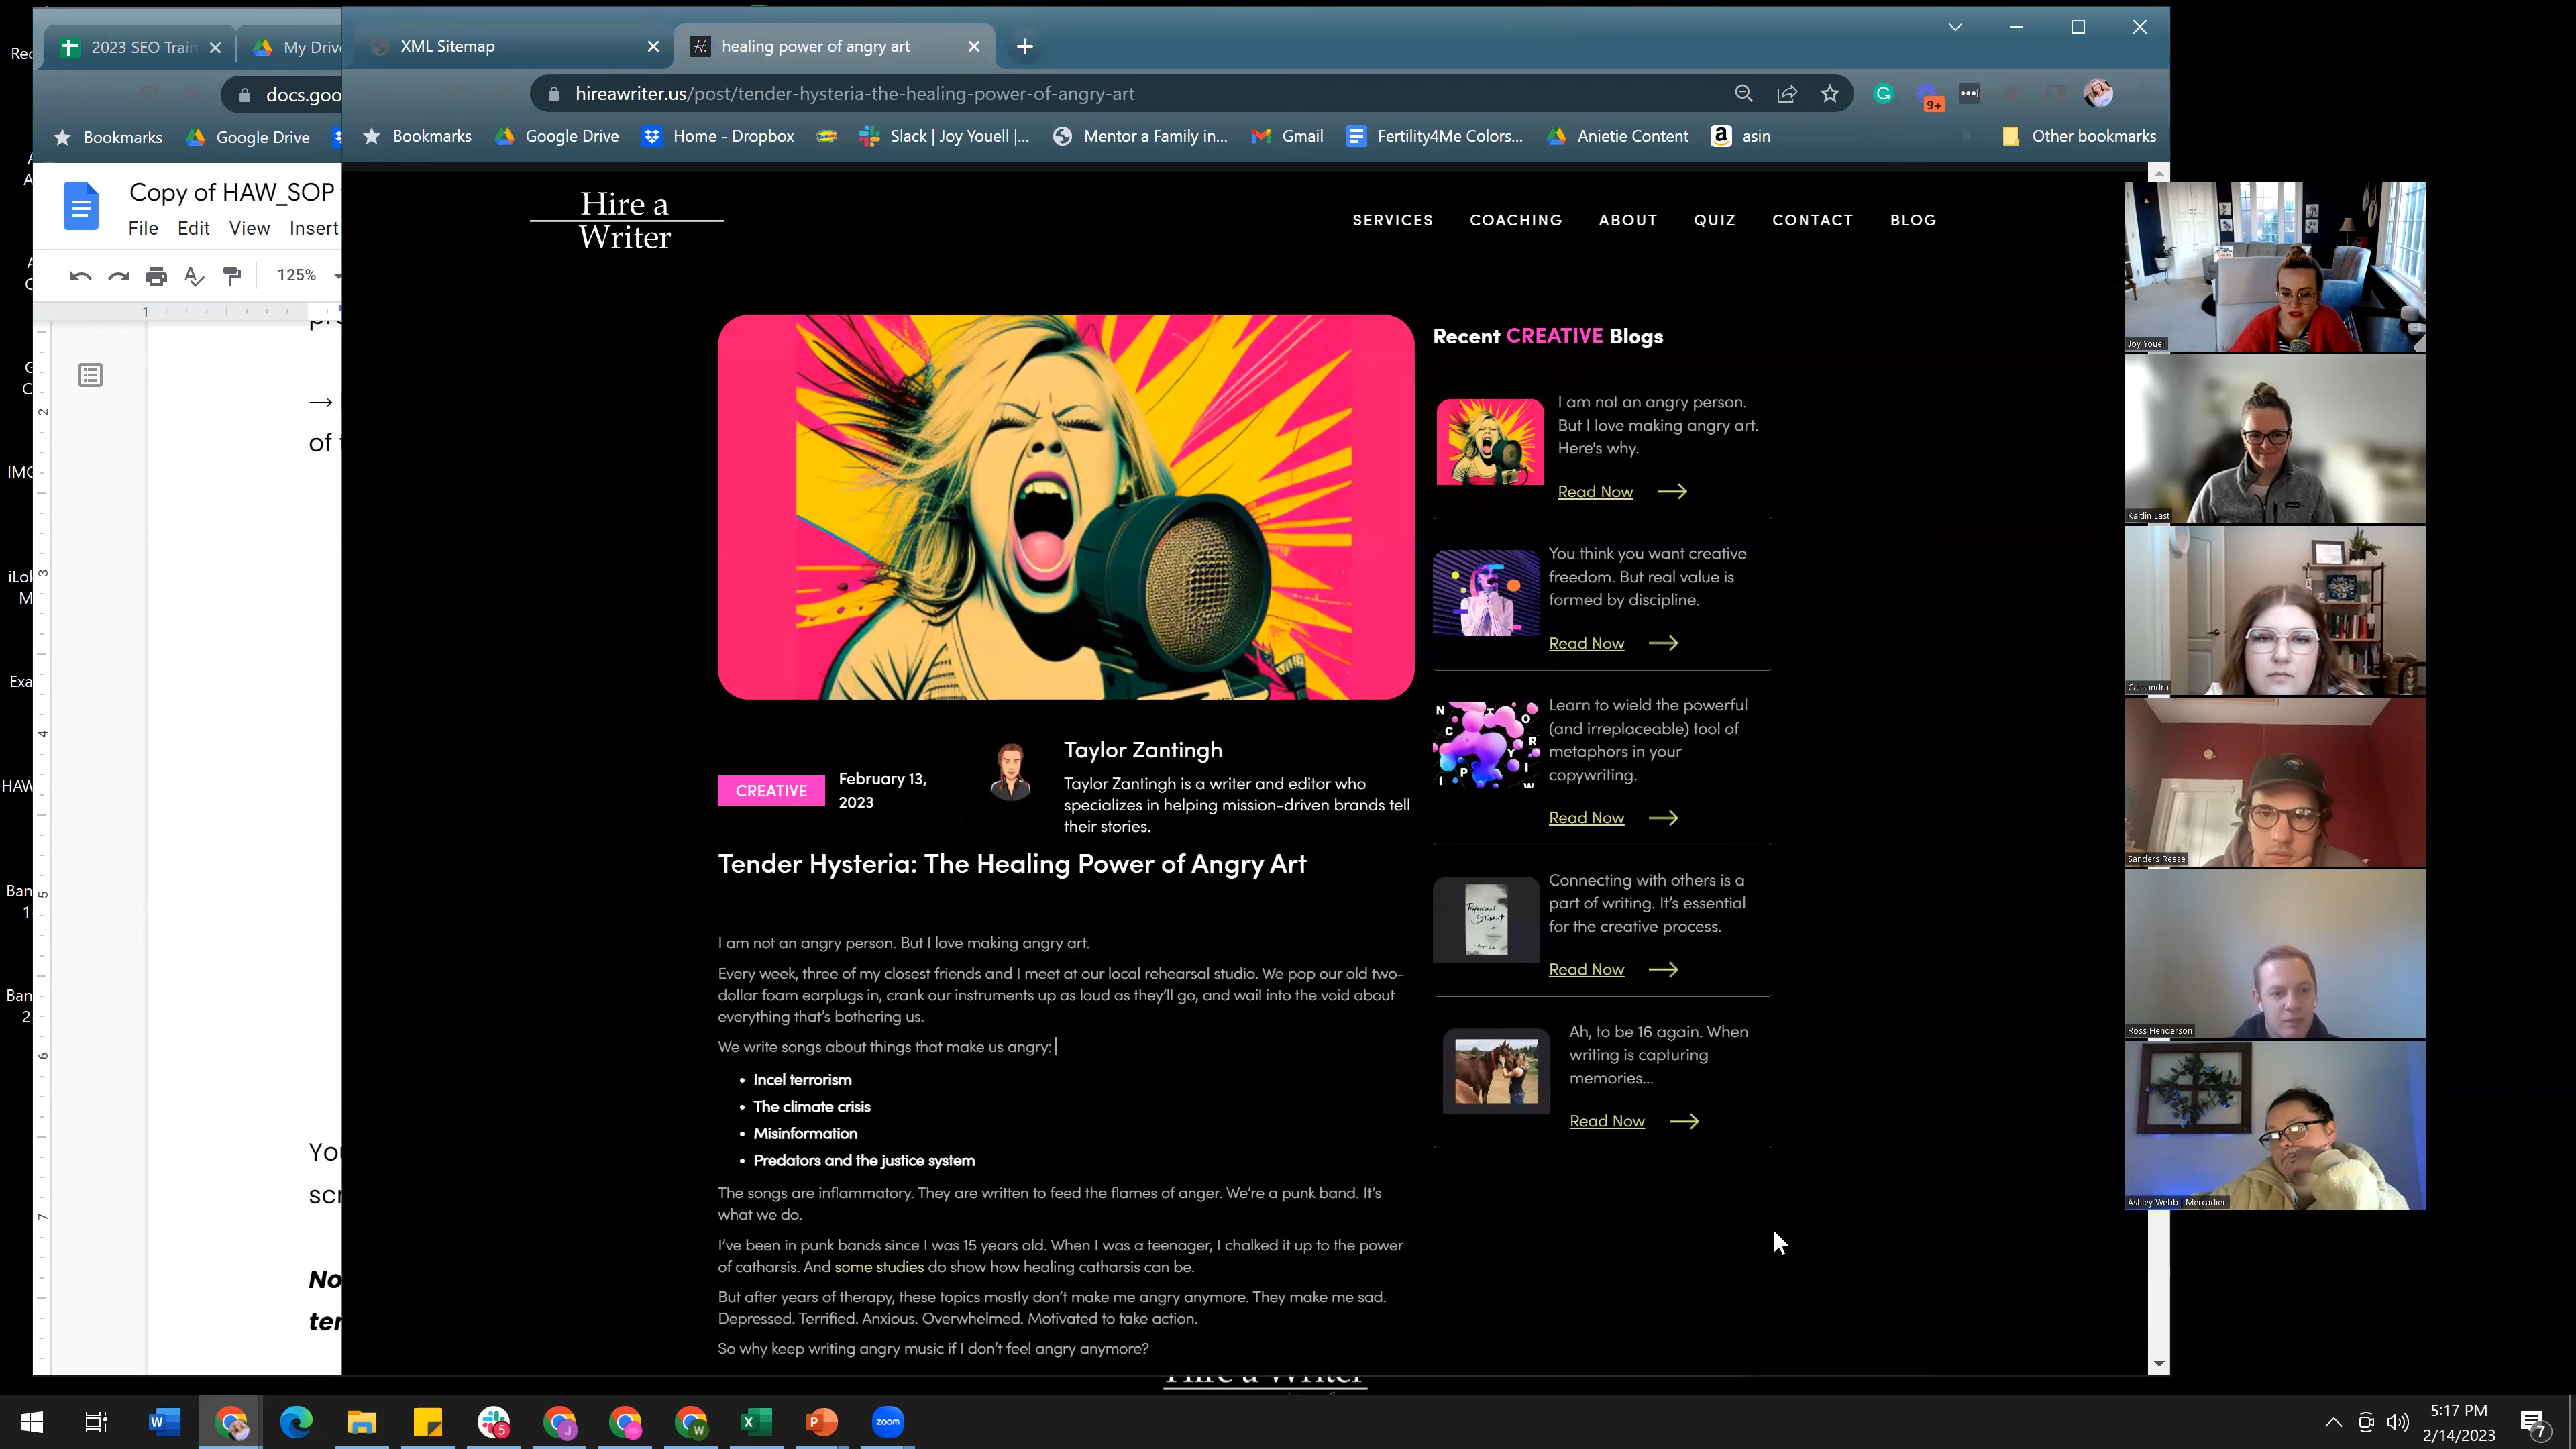 2023 SEO Train
My Driv
XML Sitemap
healing power of angry art
docs.goo
hireawriter.us/post/tender-hysteria-the-healing-power-of-angry-art
9+
Bookmarks
Google Drive
Bookmarks
Google Drive
Home - Dropbox
Slack | Joy Youell |...
Mentor a Family in...
Gmail
Fertility4Me Colors...
Anietie Content
asin
Other bookmarks
Copy of HAW_SOP
File Edit View Insert
125%
Hire a
Writer
SERVICES COACHING ABOUT QUIZ CONTACT BLOG
Recent CREATIVE Blogs
I am not an angry person.
But I love making angry art.
Here's why.
Read Now
You think you want creative
freedom. But real value is
formed by discipline.
Read Now
Learn to wield the powerful
(and irreplaceable) tool of
metaphors in your
copywriting.
Read Now
Connecting with others is a
part of writing. It's essential
for the creative process.
Read Now
Ah, to be 16 again. When
writing is capturing
memories...
Read Now
CREATIVE
February 13,
2023
Taylor Zantingh
Taylor Zantingh is a writer and editor who
specializes in helping mission-driven brands tell
their stories.
Tender Hysteria: The Healing Power of Angry Art
I am not an angry person. But I love making angry art.
Every week, three of my closest friends and I meet at our local rehearsal studio. We pop our old two-
dollar foam earplugs in, crank our instruments up as loud as they'll go, and wail into the void about
everything that's bothering us.
We write songs about things that make us angry:
• Incel terrorism
• The climate crisis
• Misinformation
• Predators and the justice system
The songs are inflammatory. They are written to feed the flames of anger. We're a punk band. It's
what we do.
I've been in punk bands since I was 15 years old. When I was a teenager, I chalked it up to the power
of catharsis. And some studies do show how healing catharsis can be.
But after years of therapy, these topics mostly don't make me angry anymore. They make me sad.
Depressed. Terrified. Anxious. Overwhelmed. Motivated to take action.
So why keep writing angry music if I don't feel angry anymore?
Joy Youell
Kaitlin Last
Cassandra
Sanders Reese
Ross Henderson
Ashley Webb | Mercadien
zoom
5:17 PM
2/14/2023
7